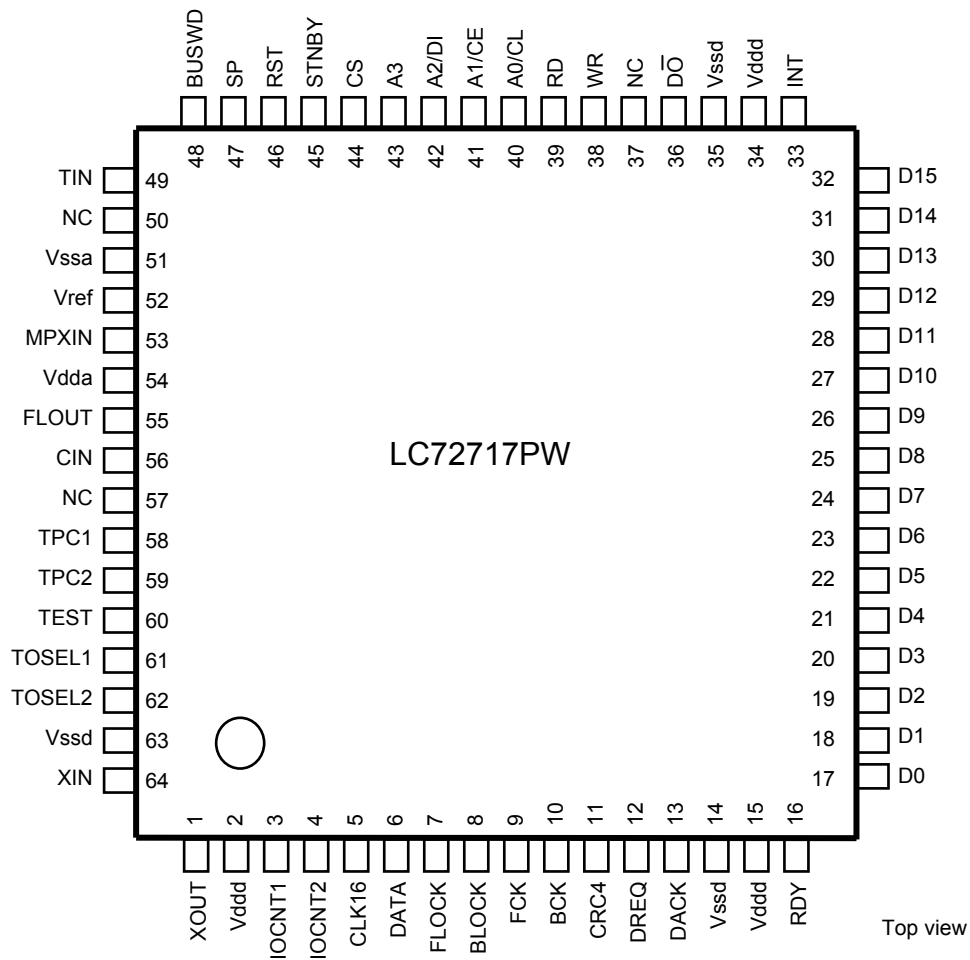 BUSWD SP RST STNBY CS A3 A2/DI A1/CE A0/CL RD WR NC D̅O̅ Vssd Vddd INT
48 47 46 45 44 43 42 41 40 39 38 37 36 35 34 33
TIN 49 32 D15
NC 50 31 D14
Vssa 51 30 D13
Vref 52 29 D12
MPXIN 53 28 D11
Vdda 54 27 D10
FLOUT 55 26 D9
CIN 56 LC72717PW 25 D8
NC 57 24 D7
TPC1 58 23 D6
TPC2 59 22 D5
TEST 60 21 D4
TOSEL1 61 20 D3
TOSEL2 62 19 D2
Vssd 63 18 D1
XIN 64 17 D0
1 2 3 4 5 6 7 8 9 10 11 12 13 14 15 16
XOUT Vddd IOCNT1 IOCNT2 CLK16 DATA FLOCK BLOCK FCK BCK CRC4 DREQ DACK Vssd Vddd RDY
Top view